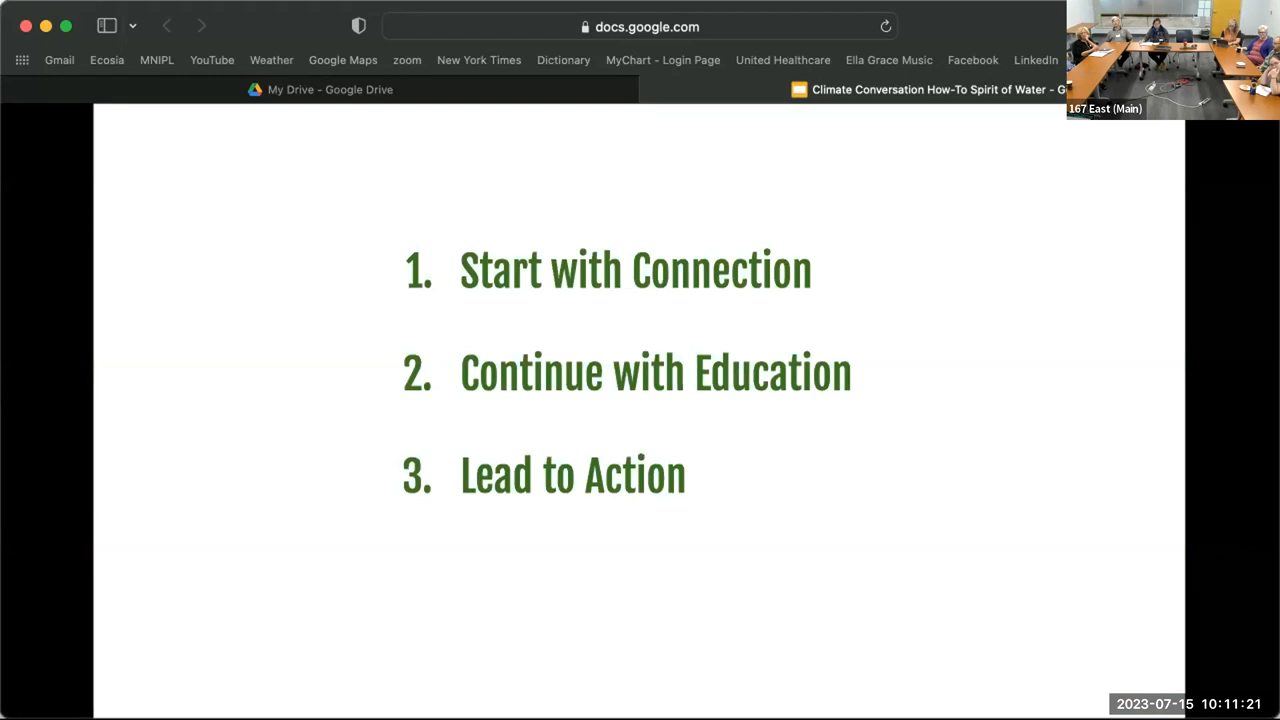 docs.google.com
Gmail Ecosia MNIPL YouTube Weather Google Maps zoom New York Times Dictionary MyChart - Login Page United Healthcare Ella Grace Music Facebook LinkedIn
My Drive - Google Drive
Climate Conversation How-To Spirit of Water - G
167 East (Main)
1. Start with Connection
2. Continue with Education
3. Lead to Action
2023-07-15 10:11:21